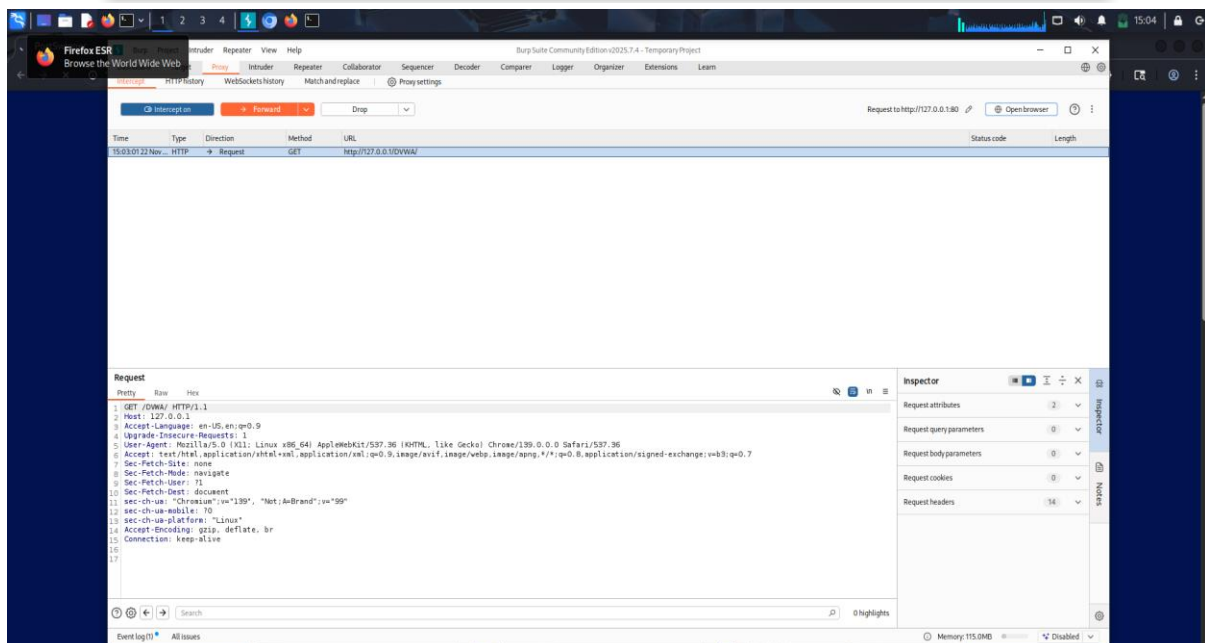 1 2 3 4 15:04
Firefox ESR
Browse the World Wide Web
Intruder Repeater View Help Burp Suite Community Edition v2025.7.4 - Temporary Project
Proxy Intruder Repeater Collaborator Sequencer Decoder Comparer Logger Organizer Extensions Learn
Intercept HTTP history WebSockets history Match and replace Proxy settings
Intercept on Forward Drop Request to http://127.0.0.1:80 Open browser
Time Type Direction Method URL Status code Length
15:03:01 22 Nov ... HTTP → Request GET http://127.0.0.1/DVWA/
Request
Pretty Raw Hex
1 GET /DVWA/ HTTP/1.1
2 Host: 127.0.0.1
3 Accept-Language: en-US,en;q=0.9
4 Upgrade-Insecure-Requests: 1
5 User-Agent: Mozilla/5.0 (X11; Linux x86_64) AppleWebKit/537.36 (KHTML, like Gecko) Chrome/139.0.0.0 Safari/537.36
6 Accept: text/html,application/xhtml+xml,application/xml;q=0.9,image/avif,image/webp,image/apng,*/*;q=0.8,application/signed-exchange;v=b3;q=0.7
7 Sec-Fetch-Site: none
8 Sec-Fetch-Mode: navigate
9 Sec-Fetch-User: ?1
10 Sec-Fetch-Dest: document
11 sec-ch-ua: "Chromium";v="139", "Not;A=Brand";v="99"
12 sec-ch-ua-mobile: ?0
13 sec-ch-ua-platform: "Linux"
14 Accept-Encoding: gzip, deflate, br
15 Connection: keep-alive
16
17
Inspector
Request attributes 2
Request query parameters 0
Request body parameters 0
Request cookies 0
Request headers 14
Inspector
Notes
Search 0 highlights
Event log (1) All issues Memory: 115.0MB Disabled